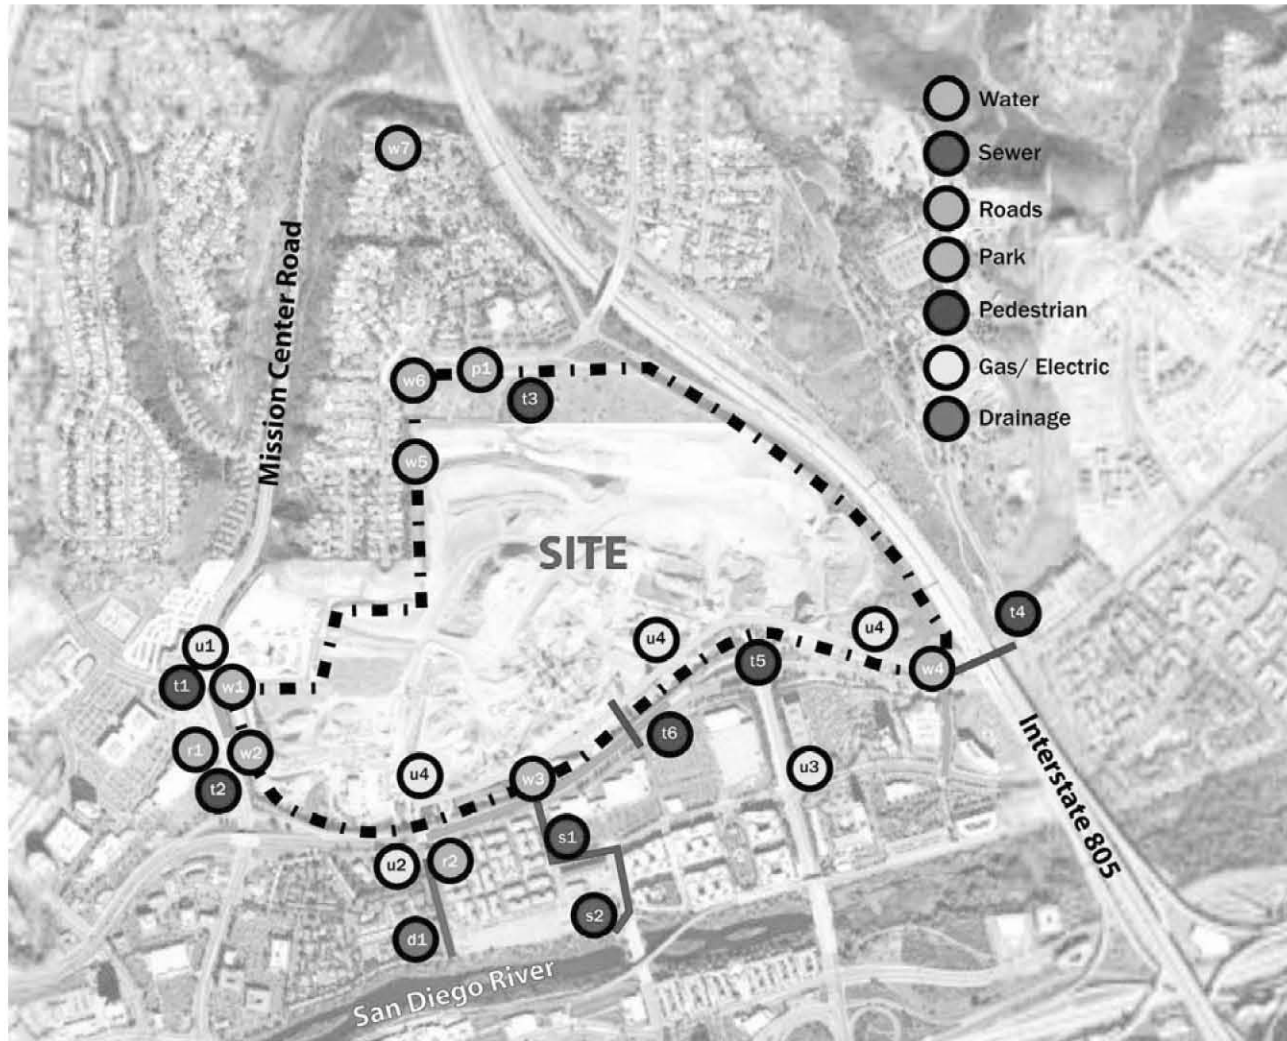 Water
w7
Sewer
Roads
Park
Pedestrian
Gas/ Electric
Drainage
Mission Center Road
w6
p1
t3
w5
SITE
t4
u1
u4
u4
t1
w1
t5
w4
r1
w2
t6
t2
u4
w3
u3
Interstate 805
s1
u2
r2
s2
d1
San Diego River